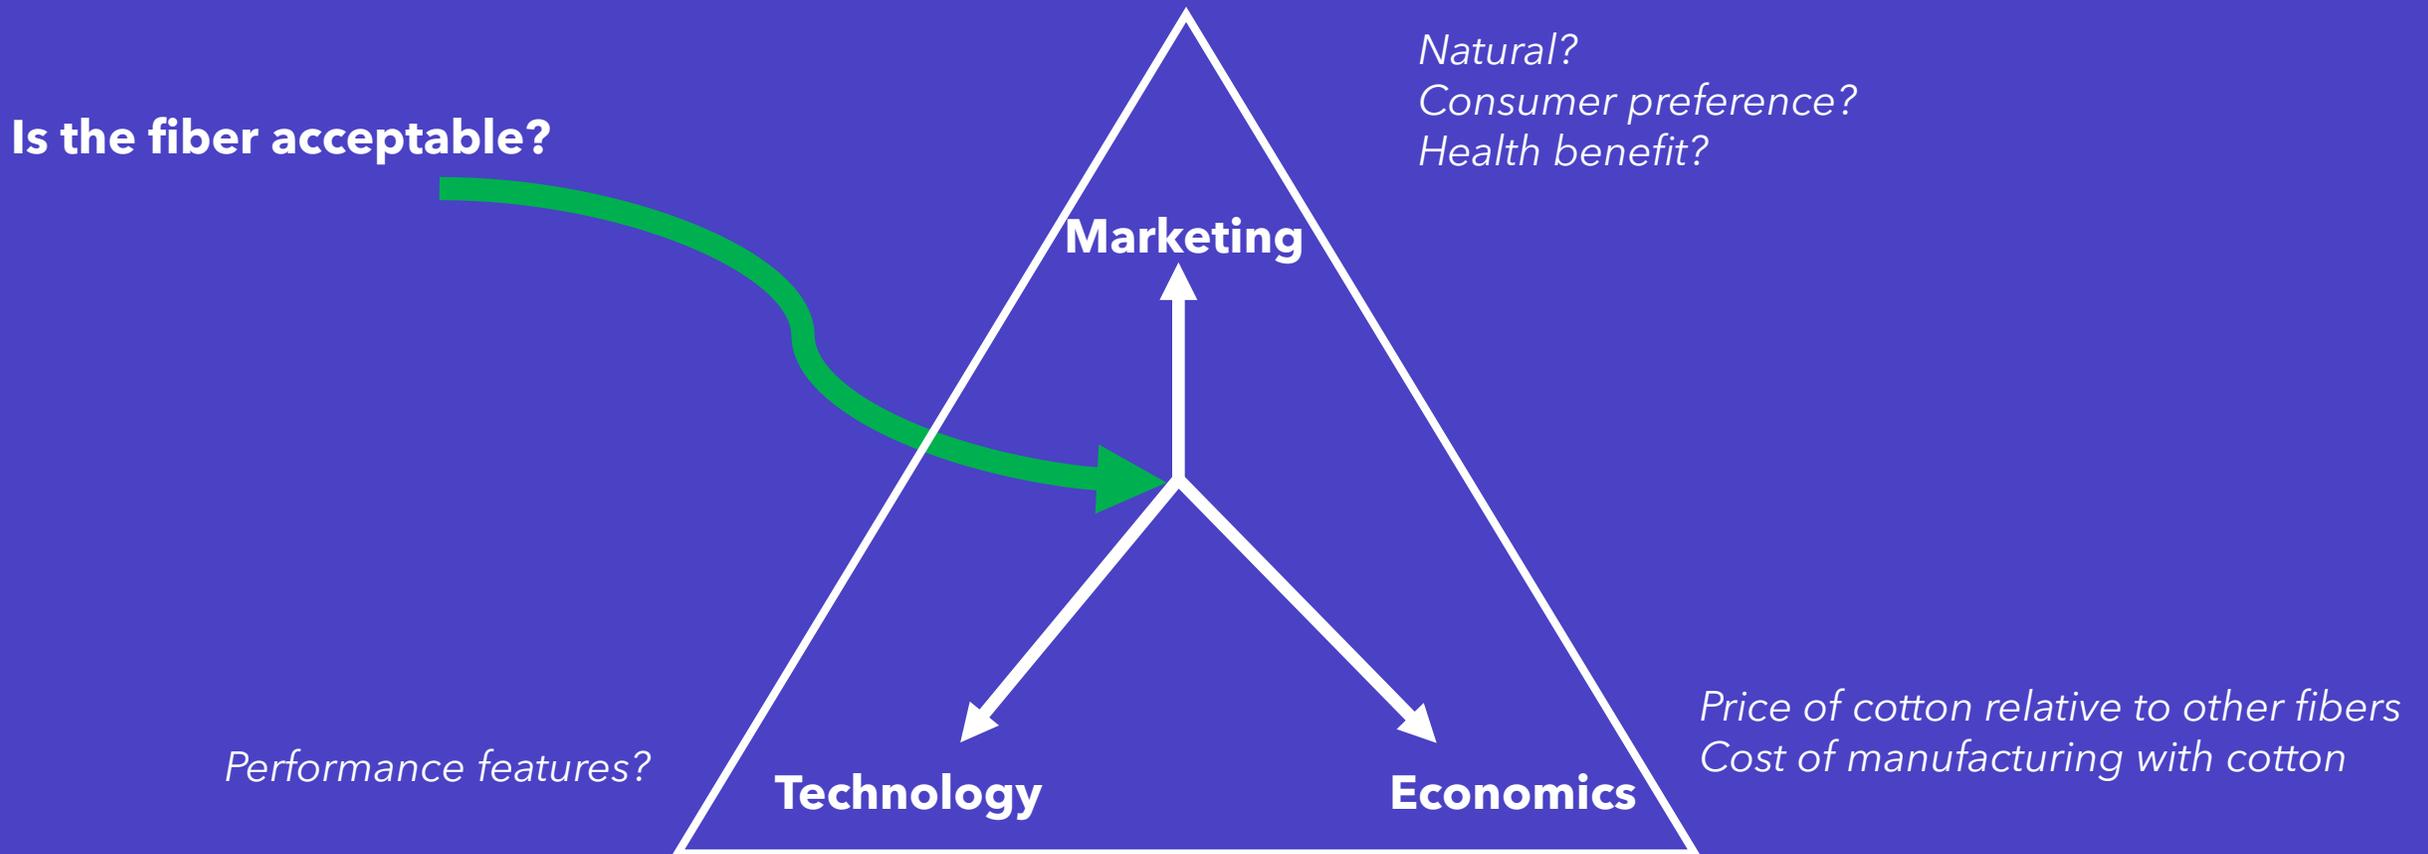 Natural?
Consumer preference?
Health benefit?
Is the fiber acceptable?
Marketing
Performance features?
Technology
Economics
Price of cotton relative to other fibers
Cost of manufacturing with cotton